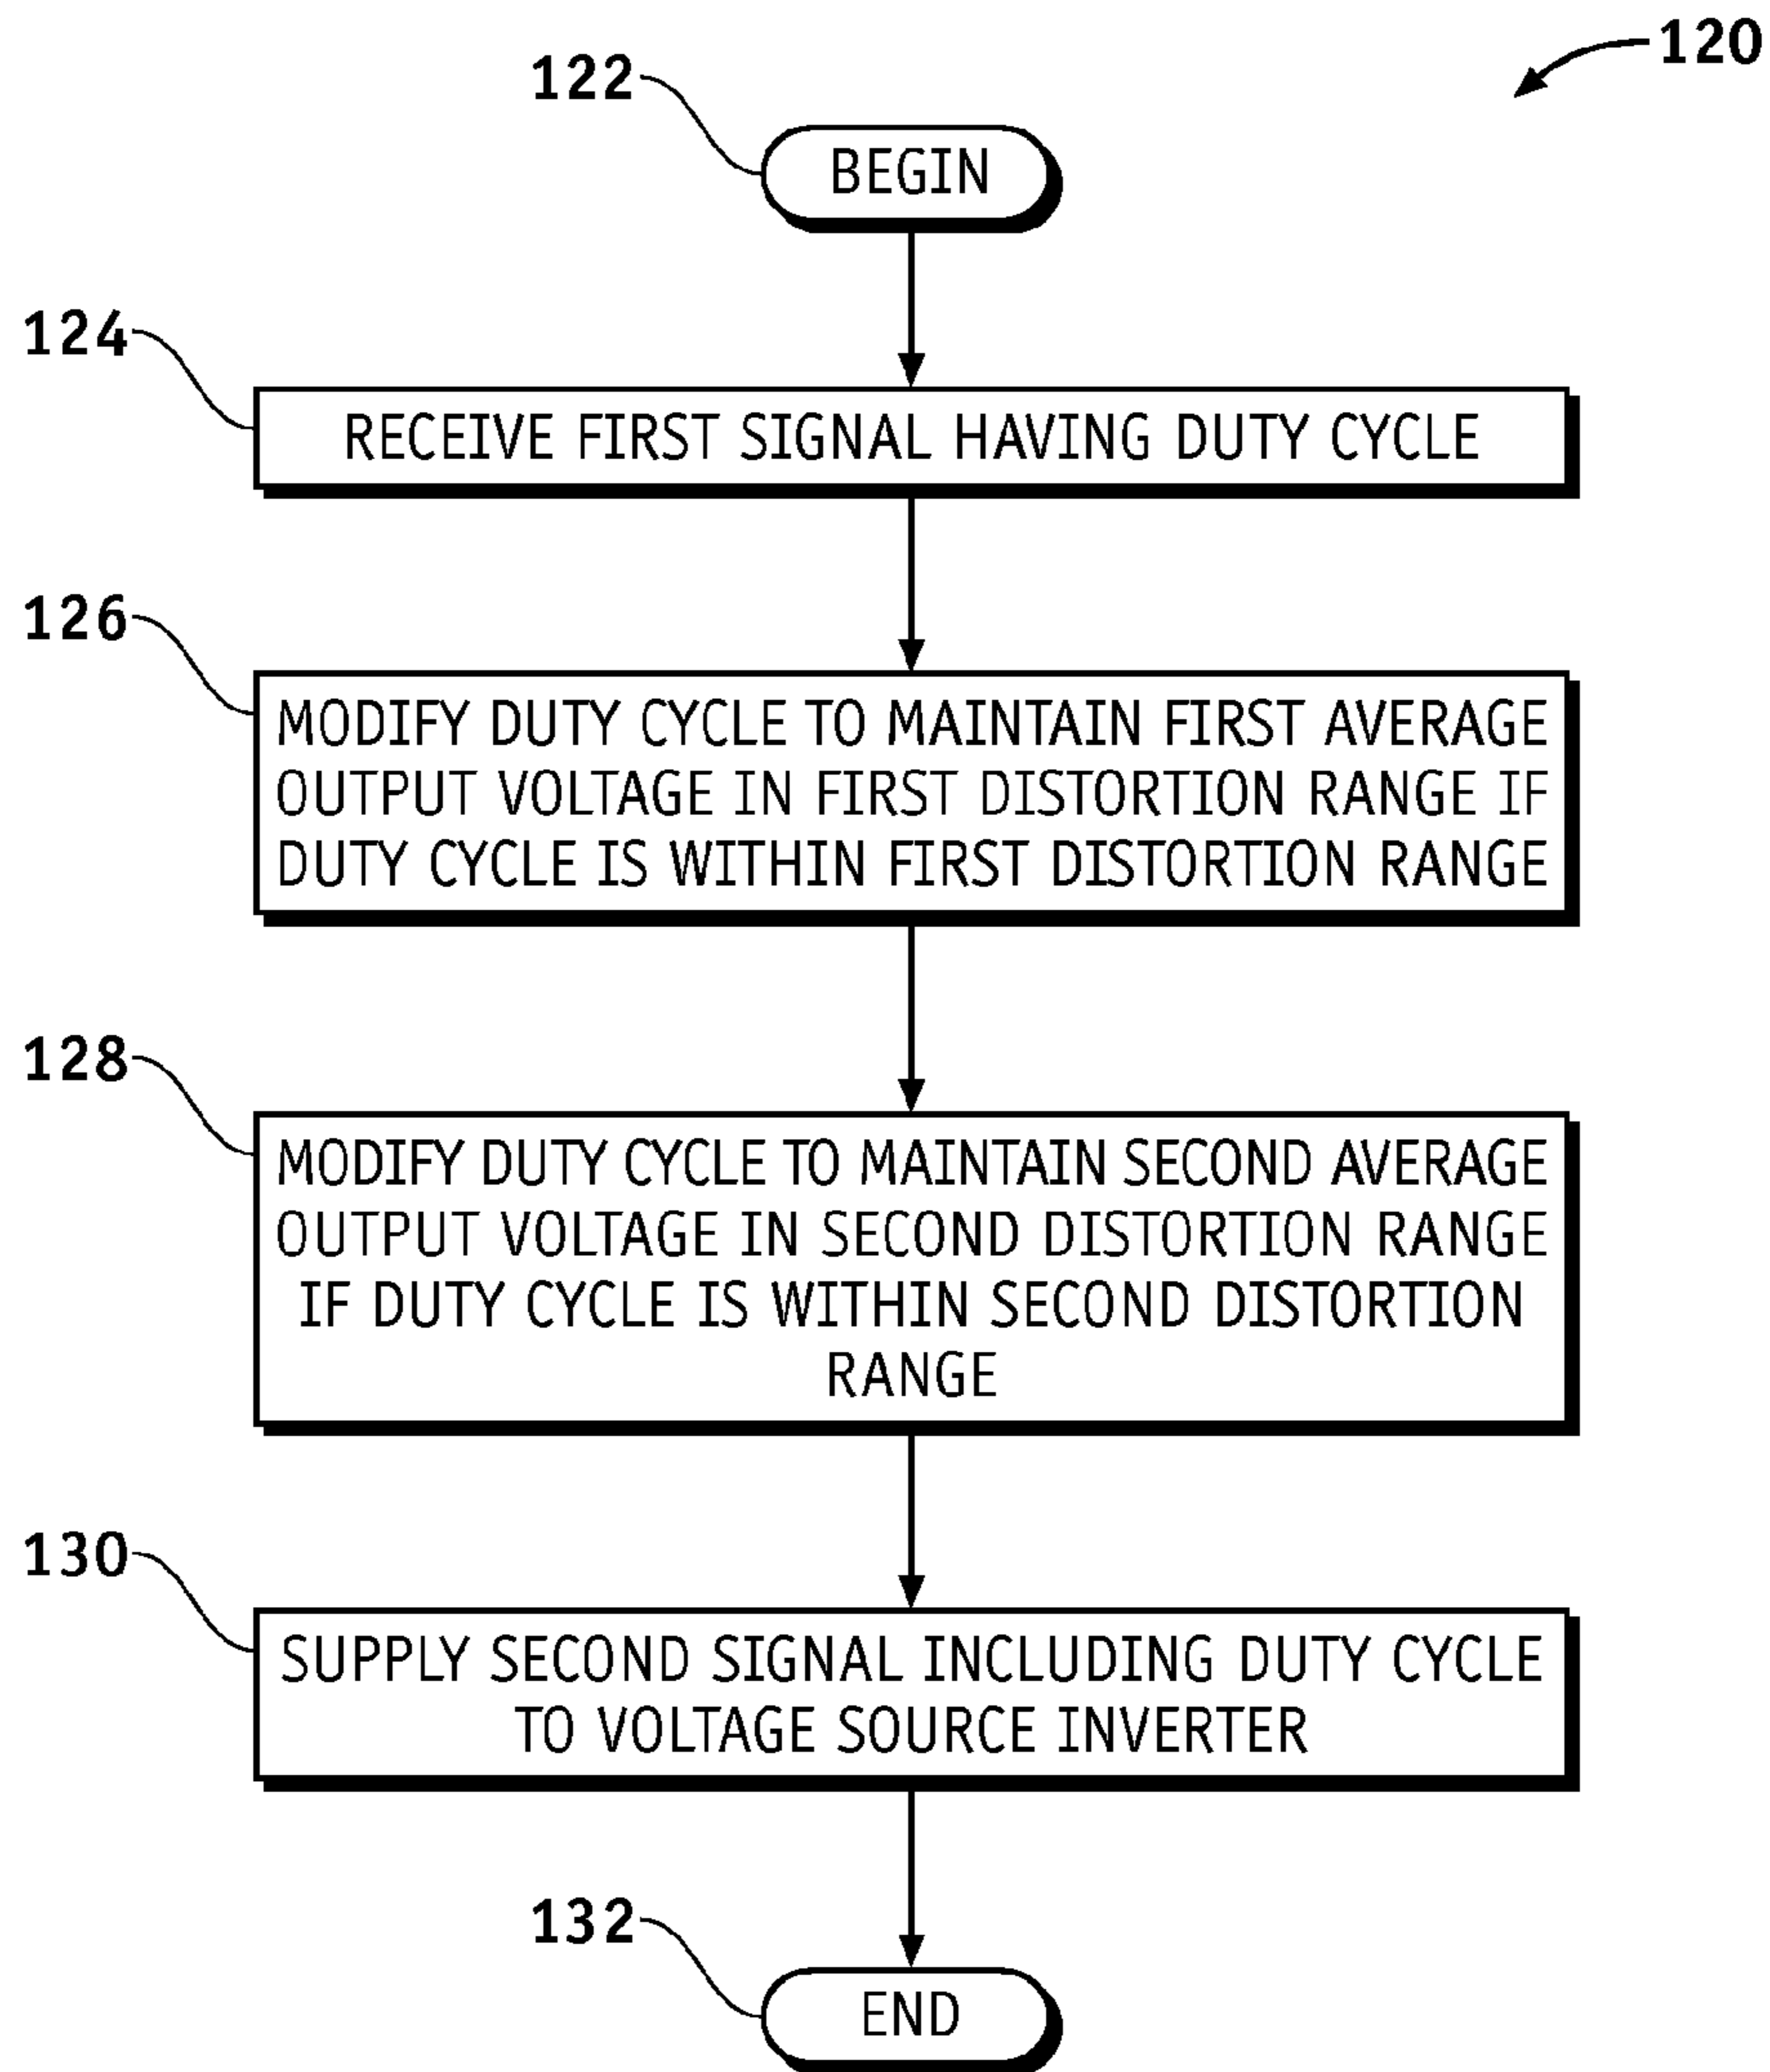 120
122
BEGIN
124
RECEIVE FIRST SIGNAL HAVING DUTY CYCLE
126
MODIFY DUTY CYCLE TO MAINTAIN FIRST AVERAGE
OUTPUT VOLTAGE IN FIRST DISTORTION RANGE IF
DUTY CYCLE IS WITHIN FIRST DISTORTION RANGE
128
MODIFY DUTY CYCLE TO MAINTAIN SECOND AVERAGE
OUTPUT VOLTAGE IN SECOND DISTORTION RANGE
IF DUTY CYCLE IS WITHIN SECOND DISTORTION
RANGE
130
SUPPLY SECOND SIGNAL INCLUDING DUTY CYCLE
TO VOLTAGE SOURCE INVERTER
132
END